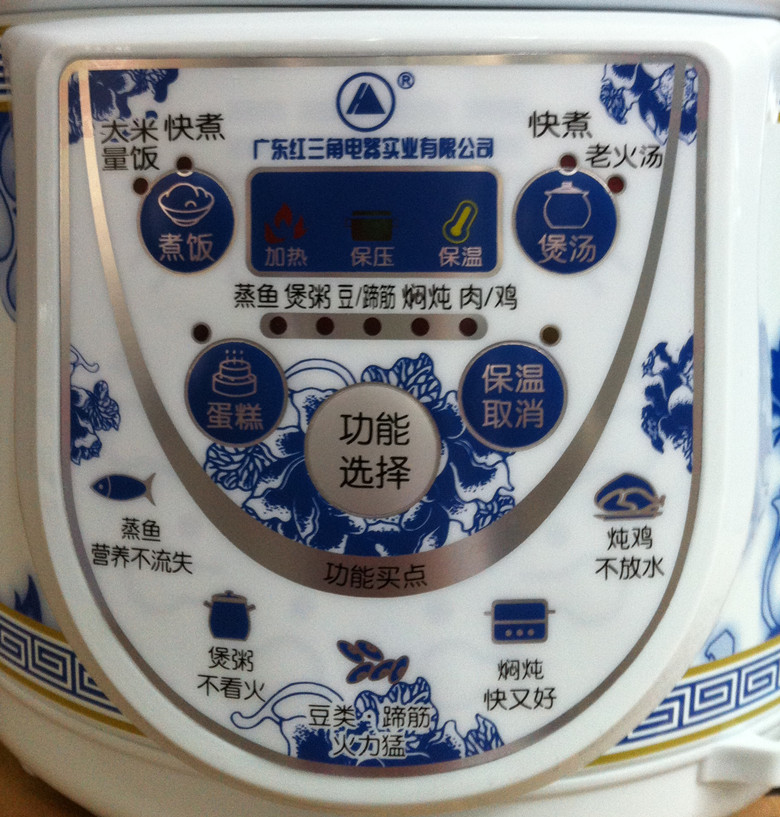 ®
大米 快煮
量饭
快煮
老火汤
广东红三角电器实业有限公司
煮饭
加热 保压 保温
煲汤
蒸鱼 煲粥 豆/蹄筋 焖炖 肉/鸡
蛋糕
保温
取消
功能
选择
功能买点
蒸鱼
营养不流失
炖鸡
不放水
煲粥
不看火
焖炖
快又好
豆类·蹄筋
火力猛